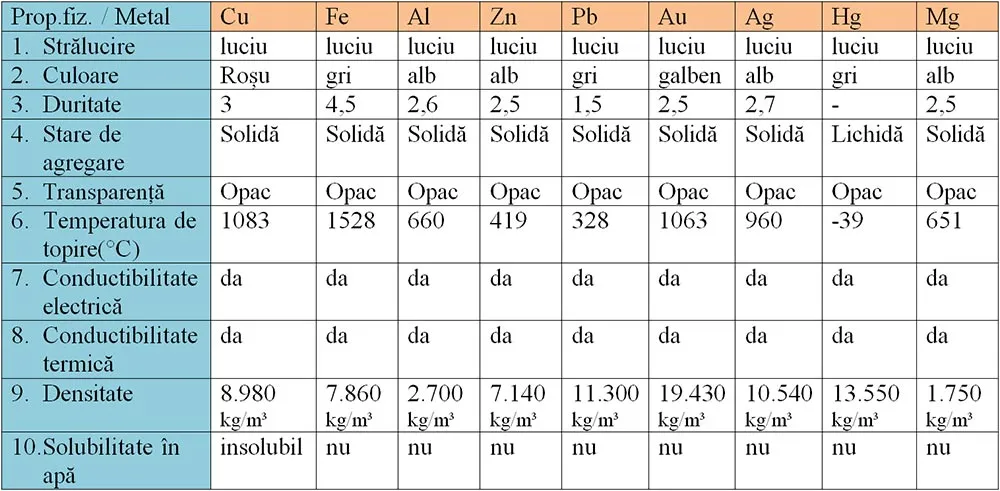 Prop.fiz. / Metal Cu Fe Al Zn Pb Au Ag Hg Mg
1. Strălucire luciu luciu luciu luciu luciu luciu luciu luciu luciu
2. Culoare Roșu gri alb alb gri galben alb gri alb
3. Duritate 3 4,5 2,6 2,5 1,5 2,5 2,7 - 2,5
4. Stare de Solidă Solidă Solidă Solidă Solidă Solidă Solidă Lichidă Solidă
agregare
5. Transparență Opac Opac Opac Opac Opac Opac Opac Opac Opac
6. Temperatura de 1083 1528 660 419 328 1063 960 -39 651
topire(°C)
7. Conductibilitate da da da da da da da da da
electrică
8. Conductibilitate da da da da da da da da da
termică
9. Densitate 8.980 7.860 2.700 7.140 11.300 19.430 10.540 13.550 1.750
kg/m³ kg/m³ kg/m³ kg/m³ kg/m³ kg/m³ kg/m³ kg/m³ kg/m³
10.Solubilitate în insolubil nu nu nu nu nu nu nu nu
apă